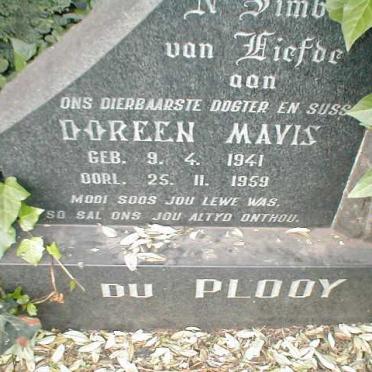 'N Simb
van Liefde
aan
ONS DIERBAARSTE DOGTER EN SUSS
DOREEN MAVIS
GEB. 9. 4. 1941
OORL. 25. 11. 1959
MOOI SOOS JOU LEWE WAS,
SO SAL ONS JOU ALTYD ONTHOU.
DU PLOOY